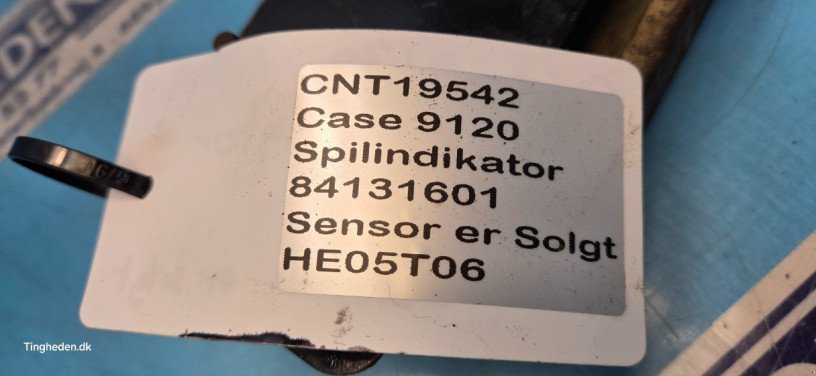 CNT19542
Case 9120
Spilindikator
84131601
Sensor er Solgt
HE05T06
Tingheden.dk